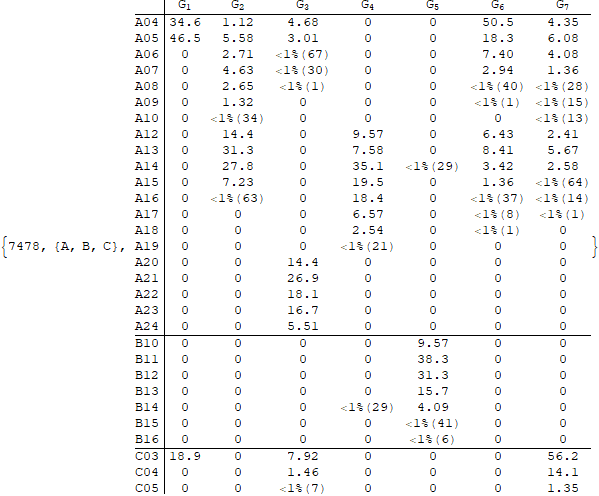 G₁ G₂ G₃ G₄ G₅ G₆ G₇
A04 34.6 1.12 4.68 0 0 50.5 4.35
A05 46.5 5.58 3.01 0 0 18.3 6.08
A06 0 2.71 <1%(67) 0 0 7.40 4.08
A07 0 4.63 <1%(30) 0 0 2.94 1.36
A08 0 2.65 <1%(1) 0 0 <1%(40) <1%(28)
A09 0 1.32 0 0 0 <1%(1) <1%(15)
A10 0 <1%(34) 0 0 0 0 <1%(13)
A12 0 14.4 0 9.57 0 6.43 2.41
A13 0 31.3 0 7.58 0 8.41 5.67
A14 0 27.8 0 35.1 <1%(29) 3.42 2.58
A15 0 7.23 0 19.5 0 1.36 <1%(64)
A16 0 <1%(63) 0 18.4 0 <1%(37) <1%(14)
A17 0 0 0 6.57 0 <1%(8) <1%(1)
A18 0 0 0 2.54 0 <1%(1) 0
{7478, {A, B, C}, A19 0 0 0 <1%(21) 0 0 0 }
A20 0 0 14.4 0 0 0 0
A21 0 0 26.9 0 0 0 0
A22 0 0 18.1 0 0 0 0
A23 0 0 16.7 0 0 0 0
A24 0 0 5.51 0 0 0 0
B10 0 0 0 0 9.57 0 0
B11 0 0 0 0 38.3 0 0
B12 0 0 0 0 31.3 0 0
B13 0 0 0 0 15.7 0 0
B14 0 0 0 <1%(29) 4.09 0 0
B15 0 0 0 0 <1%(41) 0 0
B16 0 0 0 0 <1%(6) 0 0
C03 18.9 0 7.92 0 0 0 56.2
C04 0 0 1.46 0 0 0 14.1
C05 0 0 <1%(7) 0 0 0 1.35